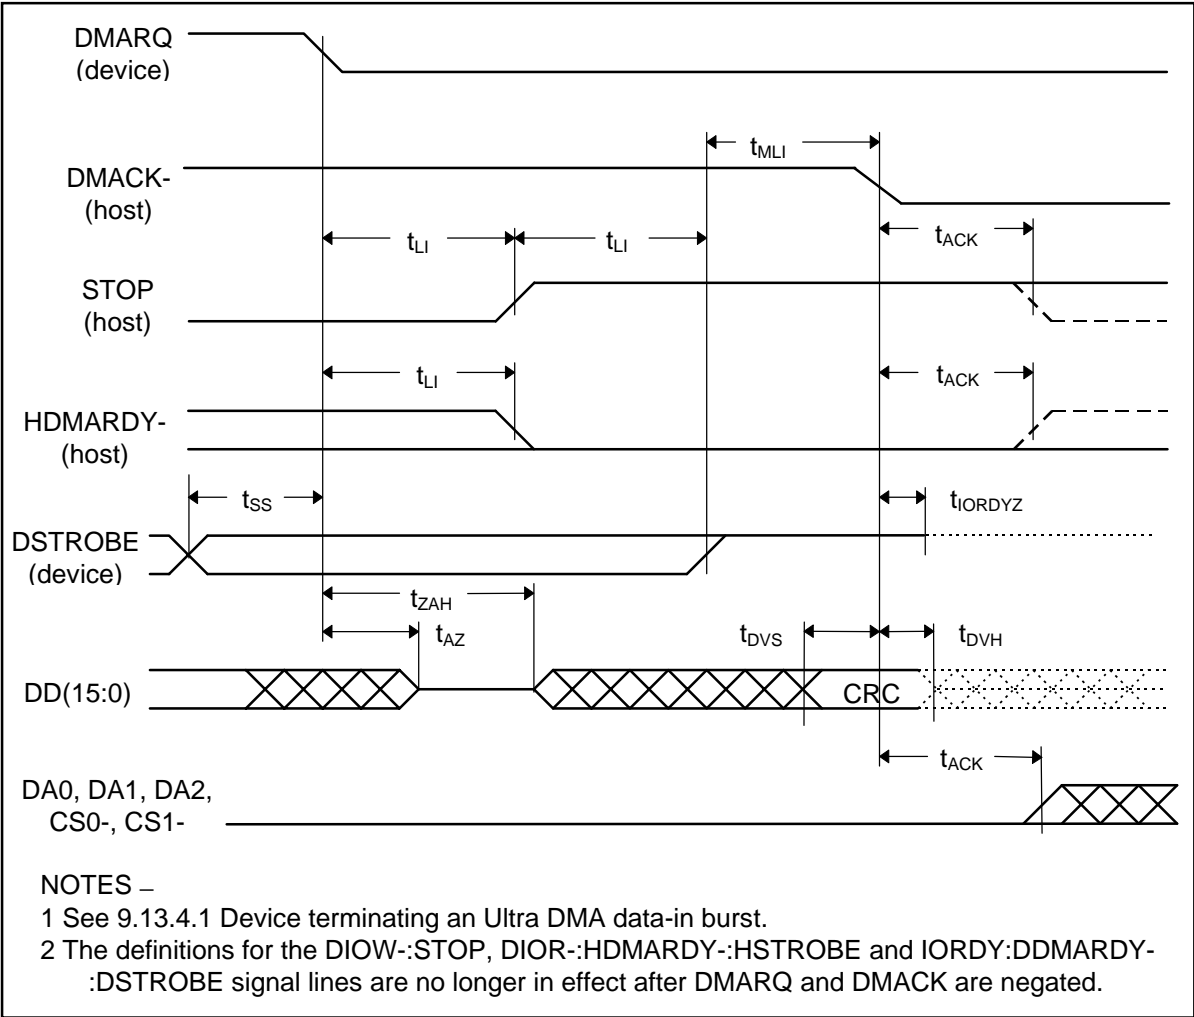 DMARQ
(device)
tMLI
DMACK-
(host)
tLI
tLI
tACK
STOP
(host)
tLI
tACK
HDMARDY-
(host)
tSS
tIORDYZ
DSTROBE
(device)
tZAH
tAZ
tDVS
tDVH
DD(15:0)
CRC
tACK
DA0, DA1, DA2,
CS0-, CS1-
NOTES –
1 See 9.13.4.1 Device terminating an Ultra DMA data-in burst.
2 The definitions for the DIOW-:STOP, DIOR-:HDMARDY-:HSTROBE and IORDY:DDMARDY-
:DSTROBE signal lines are no longer in effect after DMARQ and DMACK are negated.